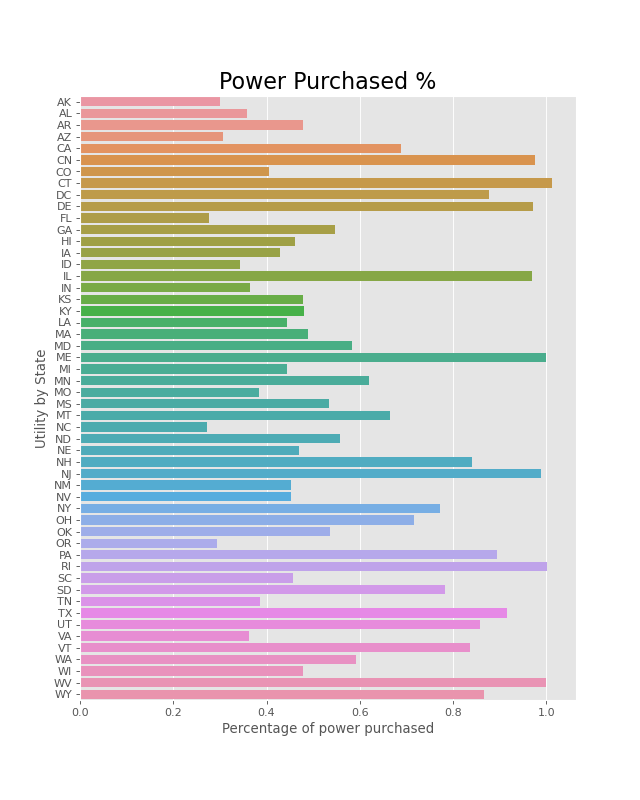 Power Purchased %
AK
AL
AR
AZ
CA
CN
CO
CT
DC
DE
FL
GA
HI
IA
ID
IL
IN
KS
KY
LA
MA
MD
ME
MI
MN
MO
MS
MT
NC
ND
NE
NH
NJ
NM
NV
NY
OH
OK
OR
PA
RI
SC
SD
TN
TX
UT
VA
VT
WA
WI
WV
WY
Utility by State
0.0 0.2 0.4 0.6 0.8 1.0
Percentage of power purchased